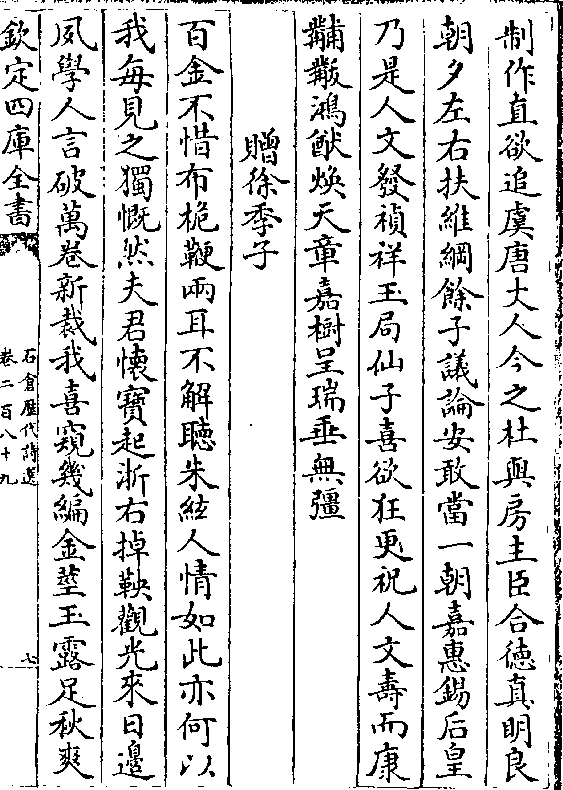 制作直欲追虞唐大人今之杜與房主臣合德真明良
朝夕左右扶維綱餘子議論安敢當一朝嘉惠錫后皇
乃是人文發禎祥玉局仙子喜欲狂更祝人文壽而康
黼黻鴻猷煥天章嘉樹呈瑞垂無彊
贈徐季子
百金不惜布桅鞕兩耳不解聽朱絃人情如此亦何以
我每見之獨慨然夫君懷寶起浙右掉鞅觀光來日邊
夙學人言破萬卷新裁我喜窺幾編金莖玉露足秋爽
欽定四庫全書
石倉歷代詩選
卷二百八十九
七